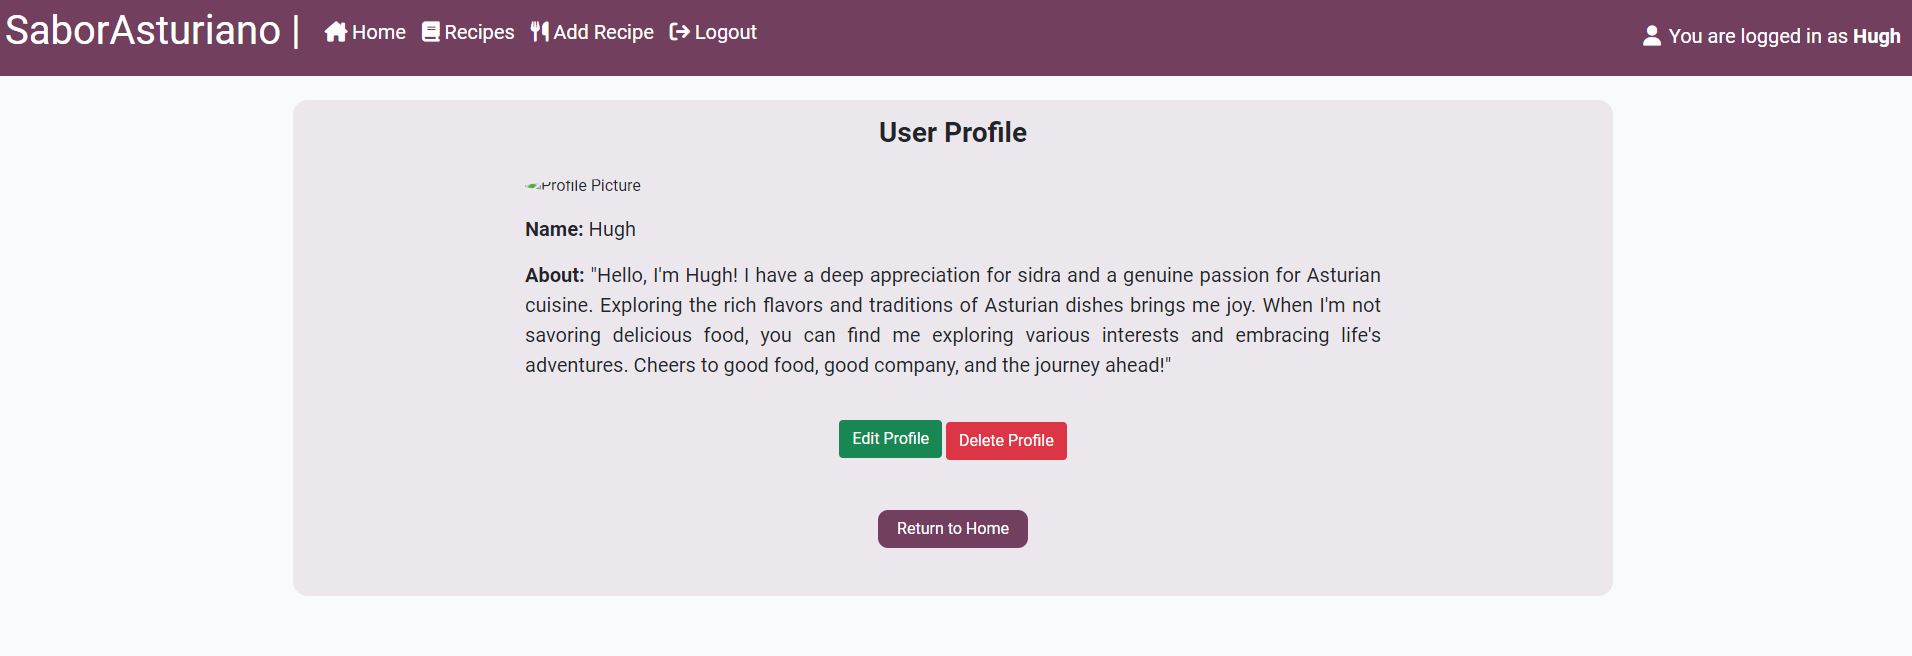 SaborAsturiano | Home Recipes Add Recipe Logout You are logged in as Hugh
User Profile
Profile Picture
Name: Hugh
About: "Hello, I'm Hugh! I have a deep appreciation for sidra and a genuine passion for Asturian
cuisine. Exploring the rich flavors and traditions of Asturian dishes brings me joy. When I'm not
savoring delicious food, you can find me exploring various interests and embracing life's
adventures. Cheers to good food, good company, and the journey ahead!"
Edit Profile Delete Profile
Return to Home